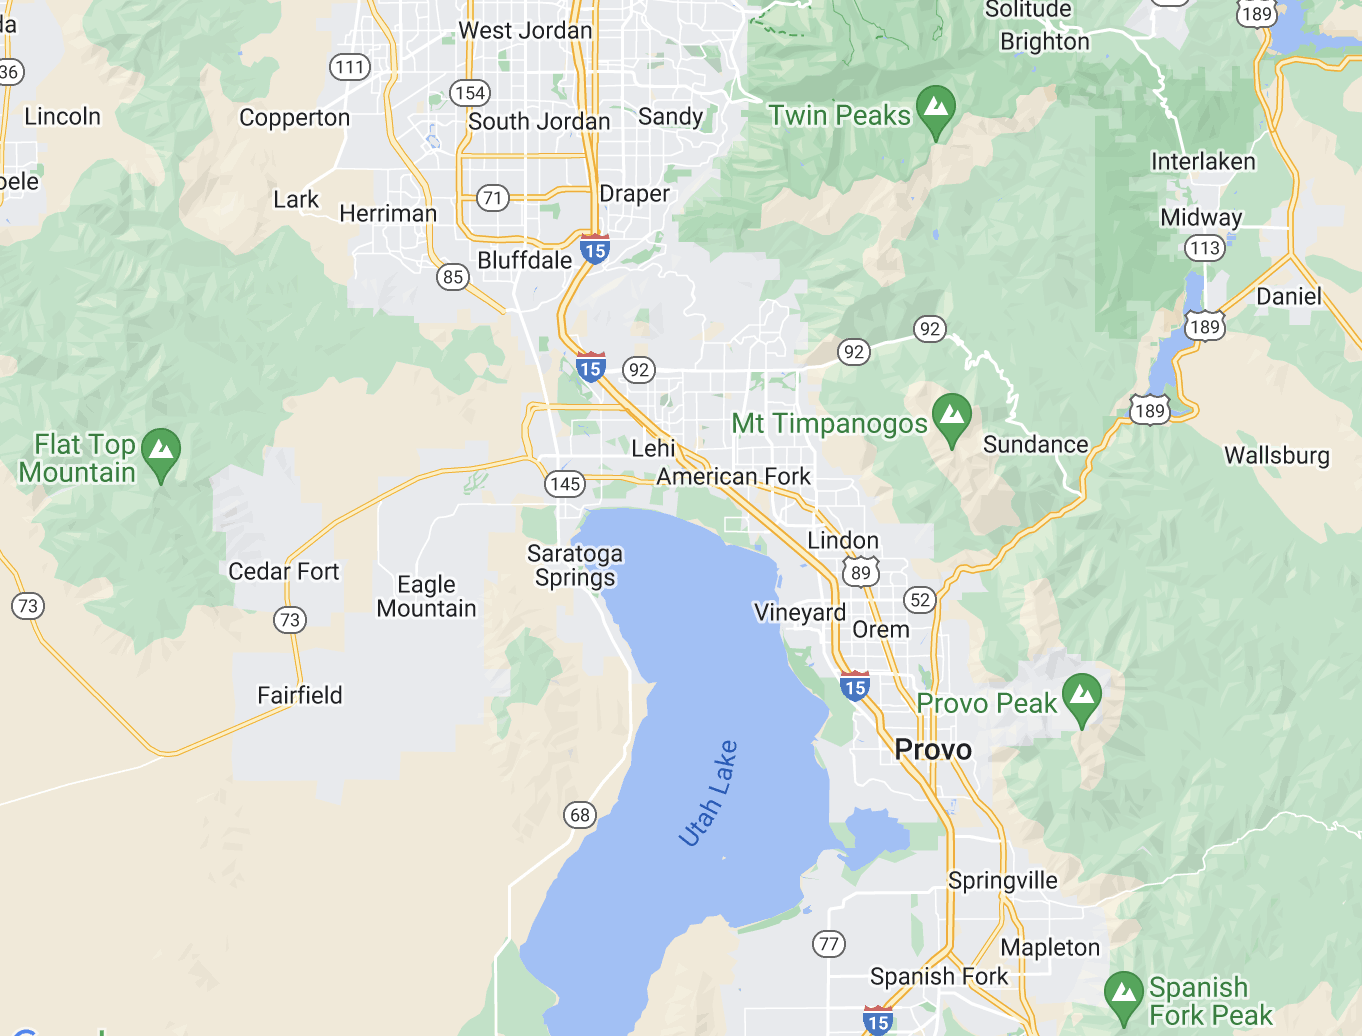 Solitude
189
West Jordan
Brighton
111
36
154
Twin Peaks
Lincoln
Copperton
South Jordan
Sandy
Interlaken
71
Draper
Lark
Herriman
Midway
113
15
Bluffdale
85
Daniel
189
92
92
15
92
189
Mt Timpanogos
Sundance
Flat Top
Mountain
Lehi
Wallsburg
American Fork
145
Lindon
Saratoga
Springs
Cedar Fort
89
Eagle
Mountain
73
73
52
Vineyard
Orem
Fairfield
15
Provo Peak
Provo
Utah Lake
68
Springville
77
Mapleton
Spanish Fork
Spanish
Fork Peak
15